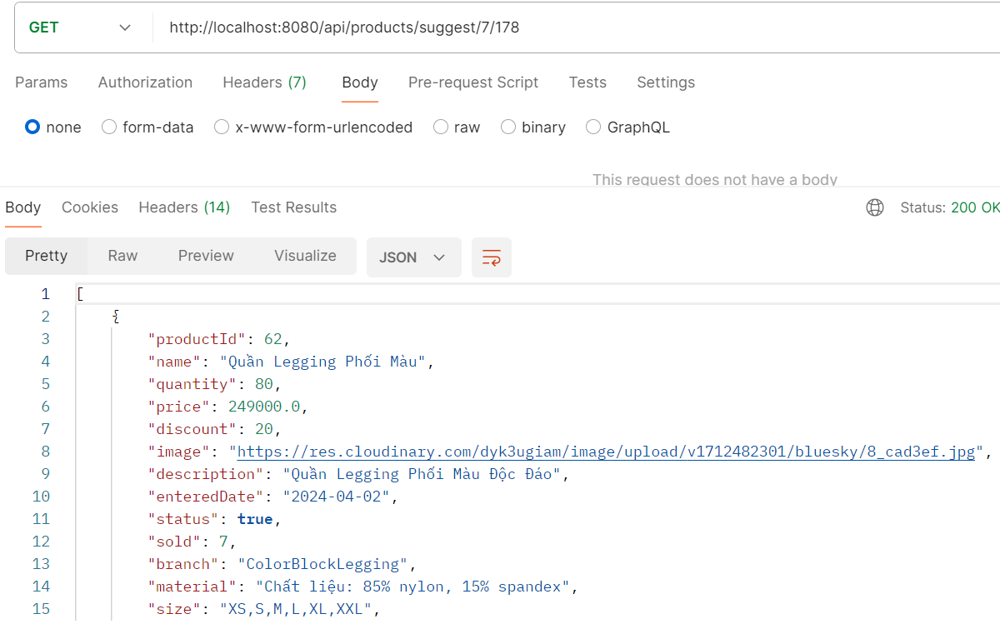 GET http://localhost:8080/api/products/suggest/7/178
Params Authorization Headers (7) Body Pre-request Script Tests Settings
none form-data x-www-form-urlencoded raw binary GraphQL
This request does not have a body
Body Cookies Headers (14) Test Results Status: 200 OK
Pretty Raw Preview Visualize JSON
1 [
2 {
3 "productId": 62,
4 "name": "Quần Legging Phối Màu",
5 "quantity": 80,
6 "price": 249000.0,
7 "discount": 20,
8 "image": "https://res.cloudinary.com/dyk3ugiam/image/upload/v1712482301/bluesky/8_cad3ef.jpg",
9 "description": "Quần Legging Phối Màu Độc Đáo",
10 "enteredDate": "2024-04-02",
11 "status": true,
12 "sold": 7,
13 "branch": "ColorBlockLegging",
14 "material": "Chất liệu: 85% nylon, 15% spandex",
15 "size": "XS,S,M,L,XL,XXL",